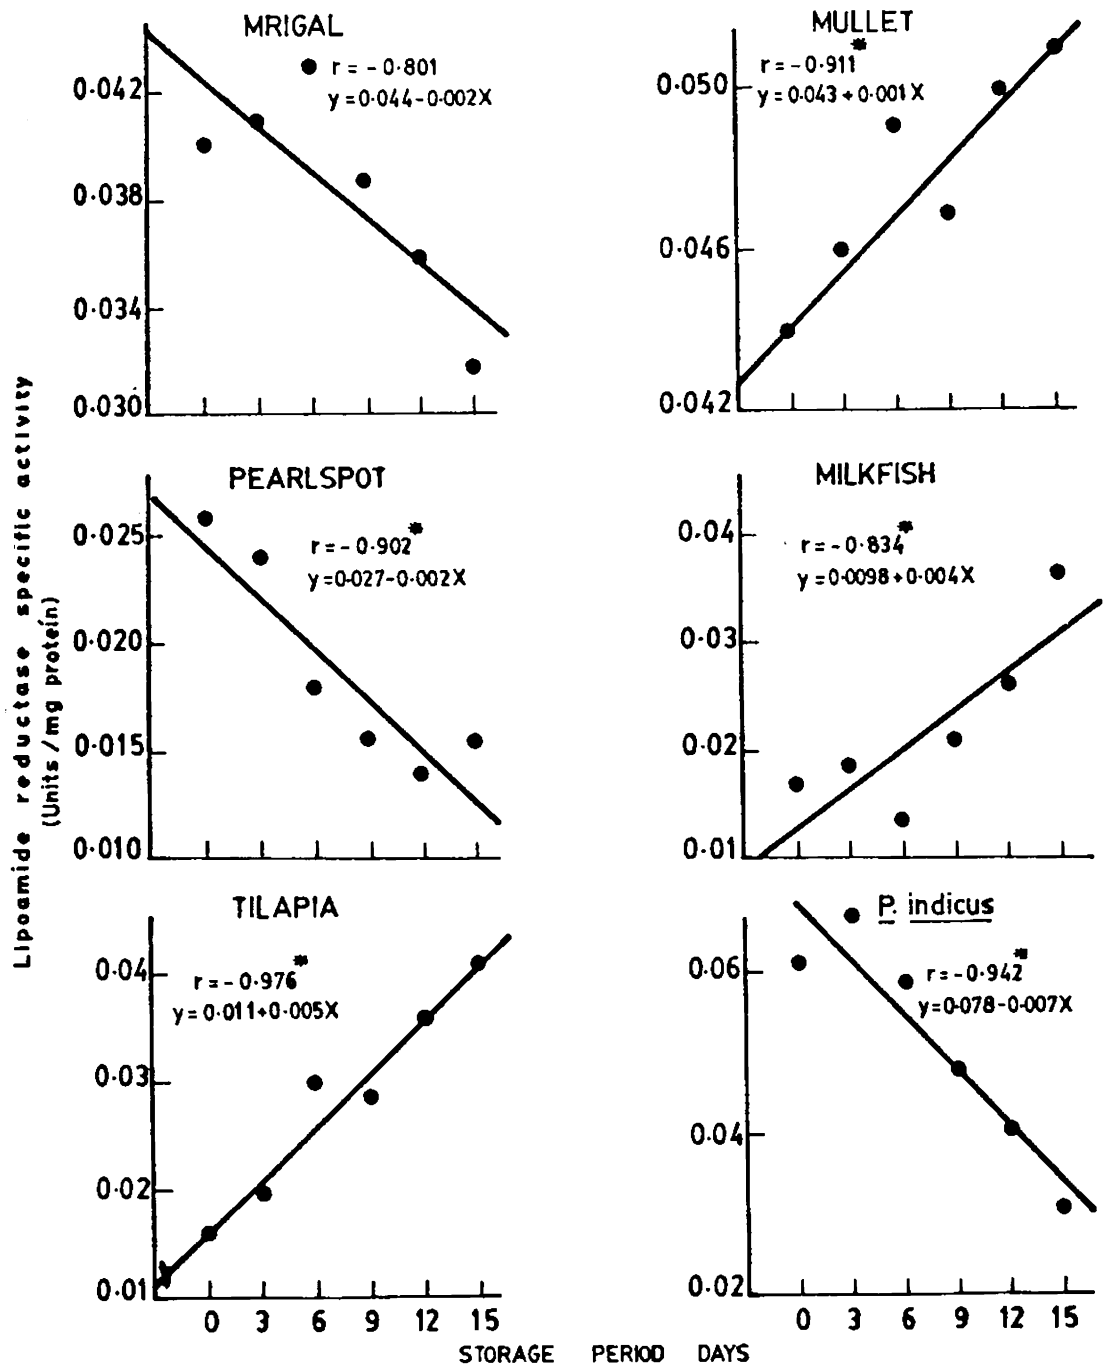 MRIGAL
r = - 0.801
y = 0.044 - 0.002X
0.042
0.038
0.034
0.030
MULLET
r = -0.911*
y = 0.043 + 0.001X
0.050
0.046
0.042
PEARLSPOT
r = - 0.902*
y = 0.027 - 0.002X
0.025
0.020
0.015
0.010
MILKFISH
r = -0.834*
y = 0.0098 + 0.004X
0.04
0.03
0.02
0.01
TILAPIA
r = -0.976*
y = 0.011+0.005X
0.04
0.03
0.02
0.01
0 3 6 9 12 15
P. indicus
r = -0.942*
y = 0.078 - 0.007X
0.06
0.04
0.02
0 3 6 9 12 15
Lipoamide reductase specific activity
(Units/mg protein)
STORAGE PERIOD DAYS